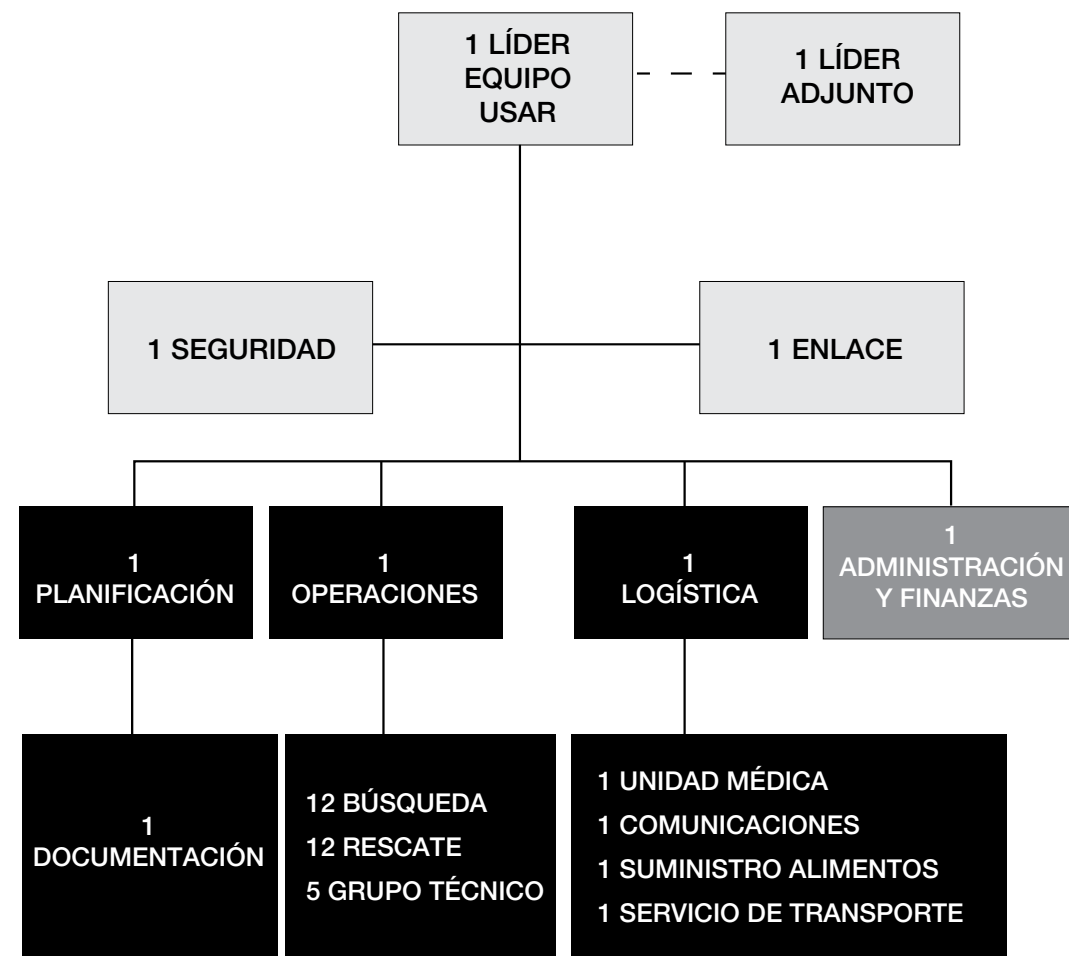 1 LÍDER
EQUIPO
USAR
1 LÍDER
ADJUNTO
1 SEGURIDAD
1 ENLACE
1
PLANIFICACIÓN
1
OPERACIONES
1
LOGÍSTICA
1
ADMINISTRACIÓN
Y FINANZAS
1
DOCUMENTACIÓN
12 BÚSQUEDA
12 RESCATE
5 GRUPO TÉCNICO
1 UNIDAD MÉDICA
1 COMUNICACIONES
1 SUMINISTRO ALIMENTOS
1 SERVICIO DE TRANSPORTE